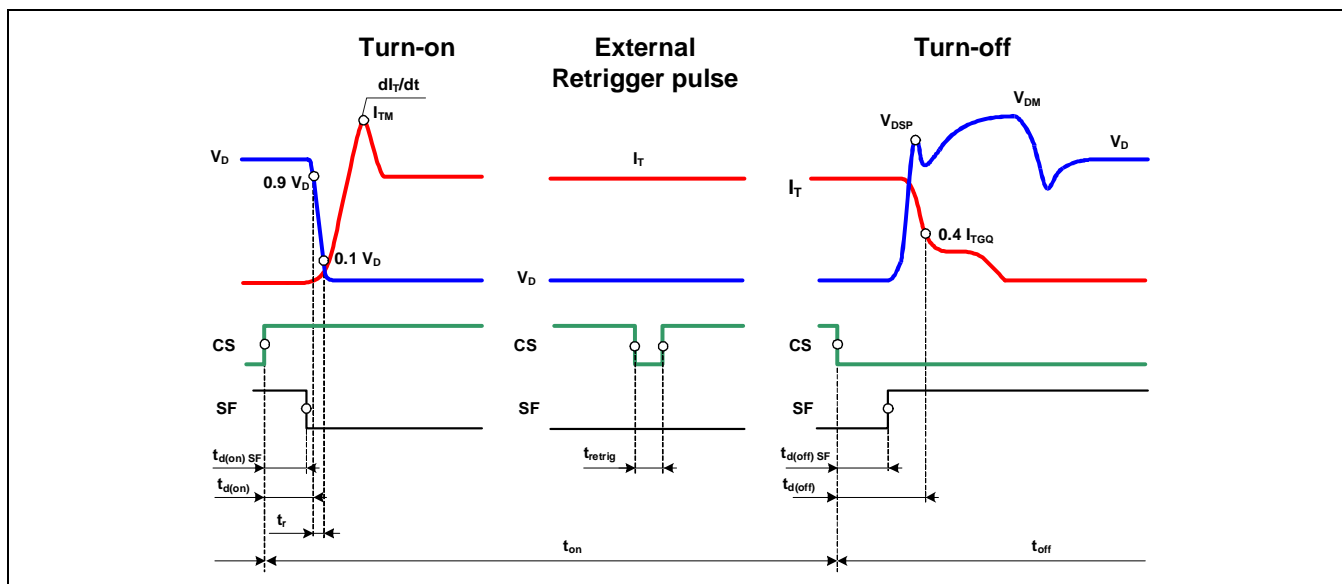 Turn-on
External
Retrigger pulse
Turn-off
dIT/dt
ITM
VD
0.9 VD
0.1 VD
IT
VD
VDSP
VDM
VD
IT
0.4 ITGQ
CS
CS
CS
SF
SF
SF
td(on) SF
tretrig
td(off) SF
td(on)
td(off)
tr
ton
toff